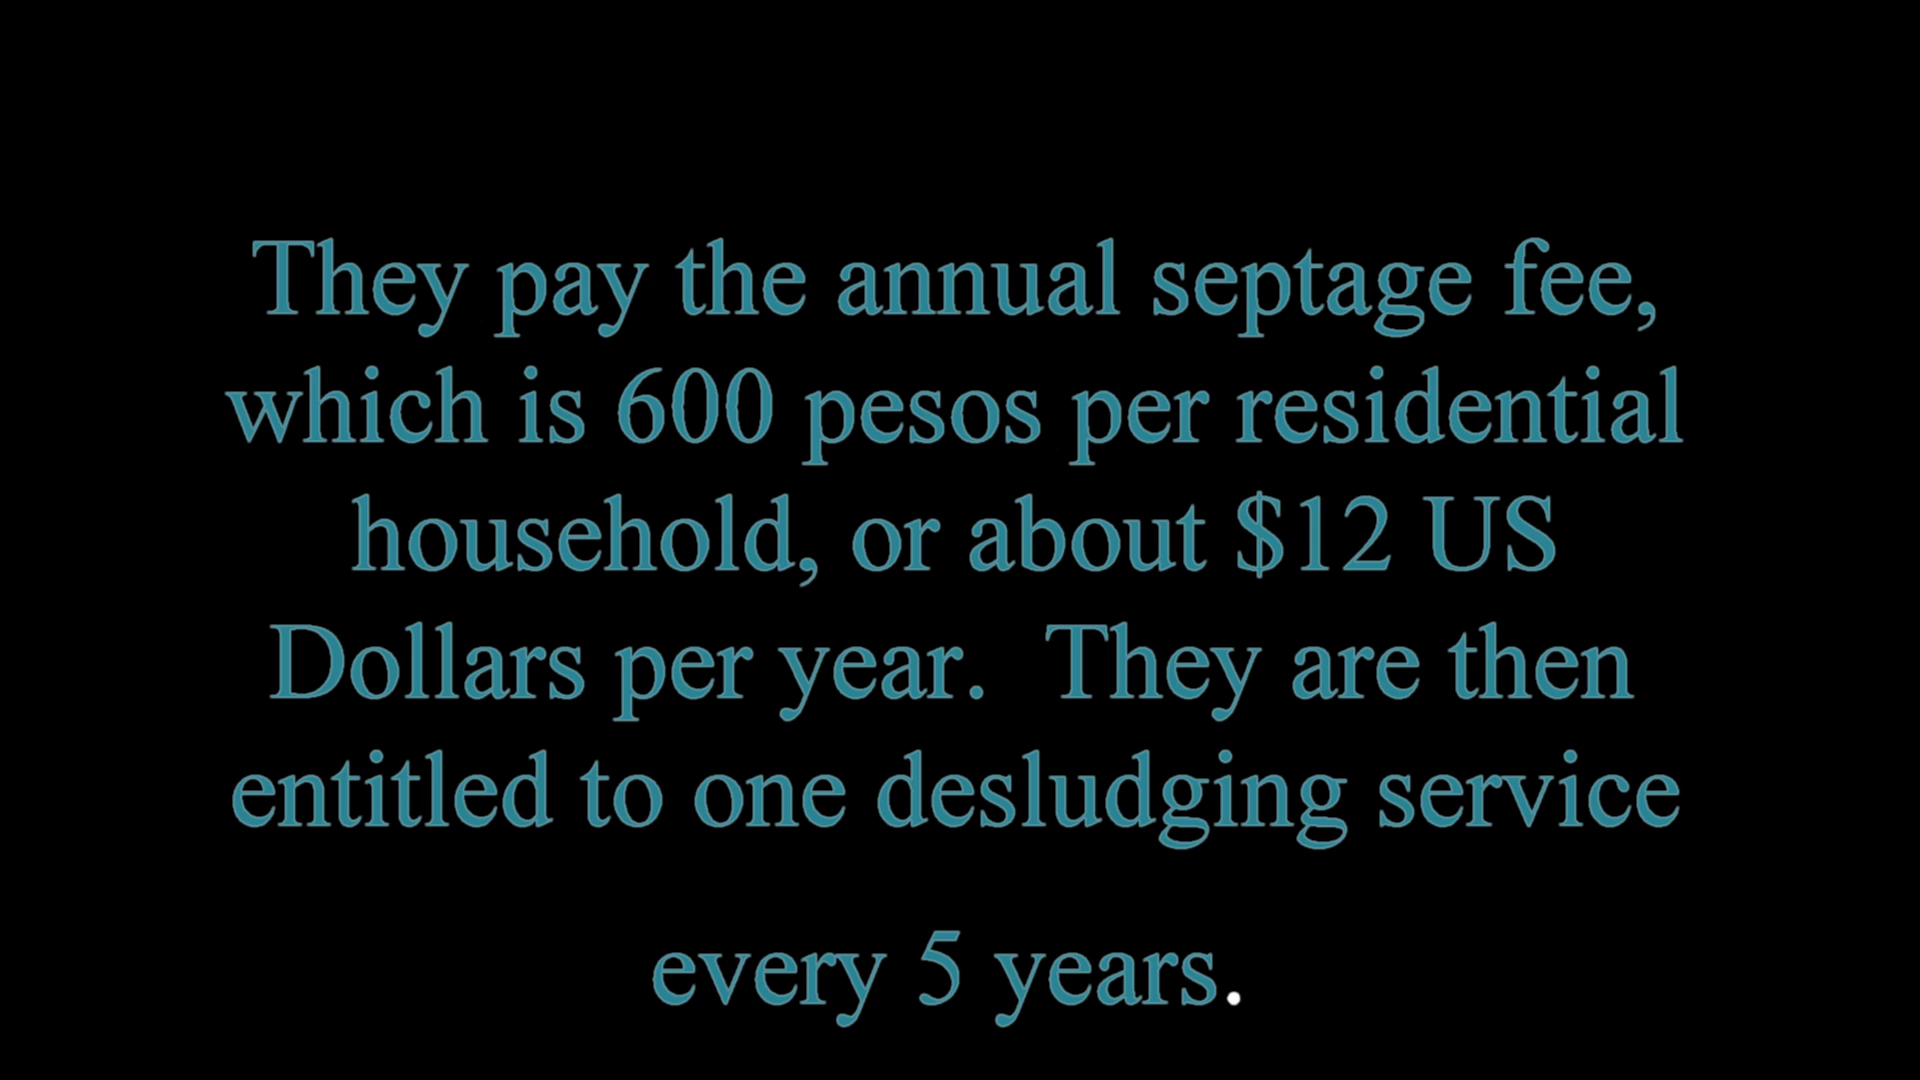 They pay the annual septage fee,
which is 600 pesos per residential
household, or about $12 US
Dollars per year.  They are then
entitled to one desludging service
every 5 years.